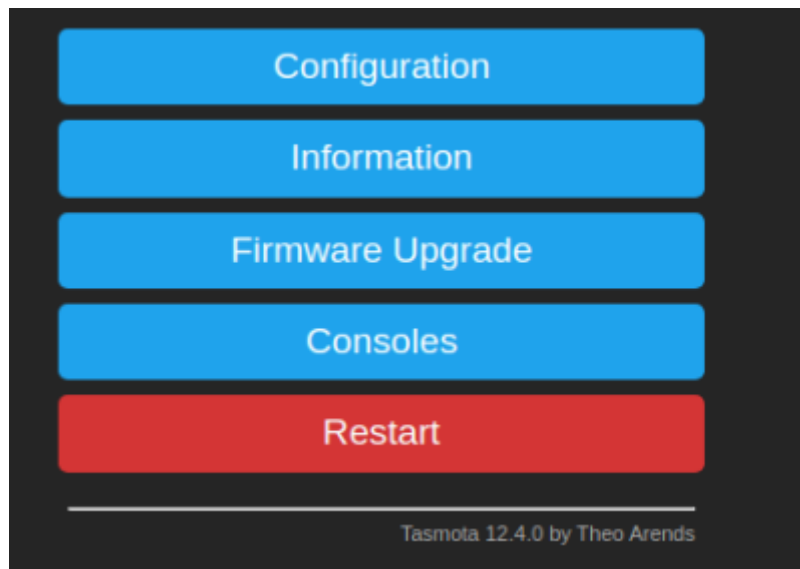 Configuration
Information
Firmware Upgrade
Consoles
Restart
Tasmota 12.4.0 by Theo Arends